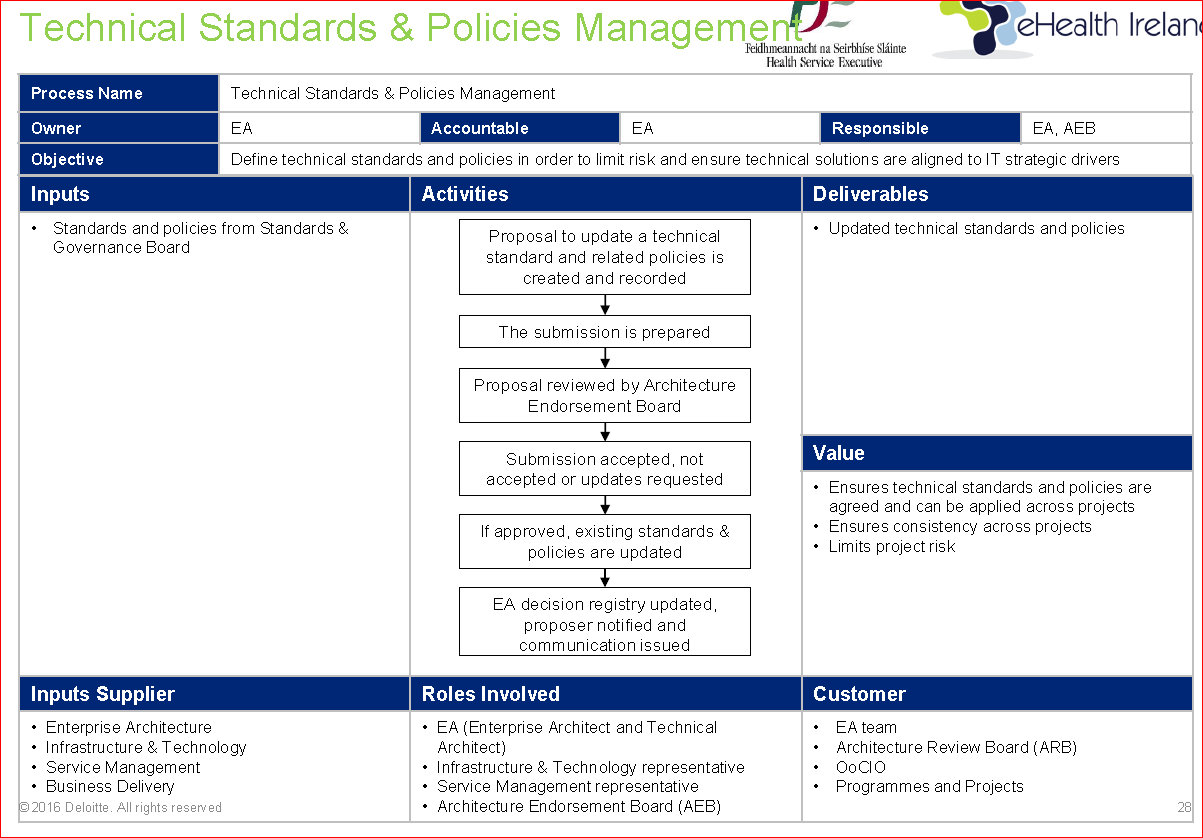 Technical Standards & Policies Management
Feidhmeannacht na Seirbhíse Sláinte
Health Service Executive
eHealth Ireland
Process Name
Technical Standards & Policies Management
Owner
EA
Accountable
EA
Responsible
EA, AEB
Objective
Define technical standards and policies in order to limit risk and ensure technical solutions are aligned to IT strategic drivers
Inputs
• Standards and policies from Standards &
Governance Board
Activities
Proposal to update a technical
standard and related policies is
created and recorded
The submission is prepared
Proposal reviewed by Architecture
Endorsement Board
Submission accepted, not
accepted or updates requested
If approved, existing standards &
policies are updated
EA decision registry updated,
proposer notified and
communication issued
Deliverables
• Updated technical standards and policies
Value
• Ensures technical standards and policies are
agreed and can be applied across projects
• Ensures consistency across projects
• Limits project risk
Inputs Supplier
• Enterprise Architecture
• Infrastructure & Technology
• Service Management
• Business Delivery
Roles Involved
• EA (Enterprise Architect and Technical
Architect)
• Infrastructure & Technology representative
• Service Management representative
• Architecture Endorsement Board (AEB)
Customer
• EA team
• Architecture Review Board (ARB)
• OoCIO
• Programmes and Projects
© 2016 Deloitte. All rights reserved
28